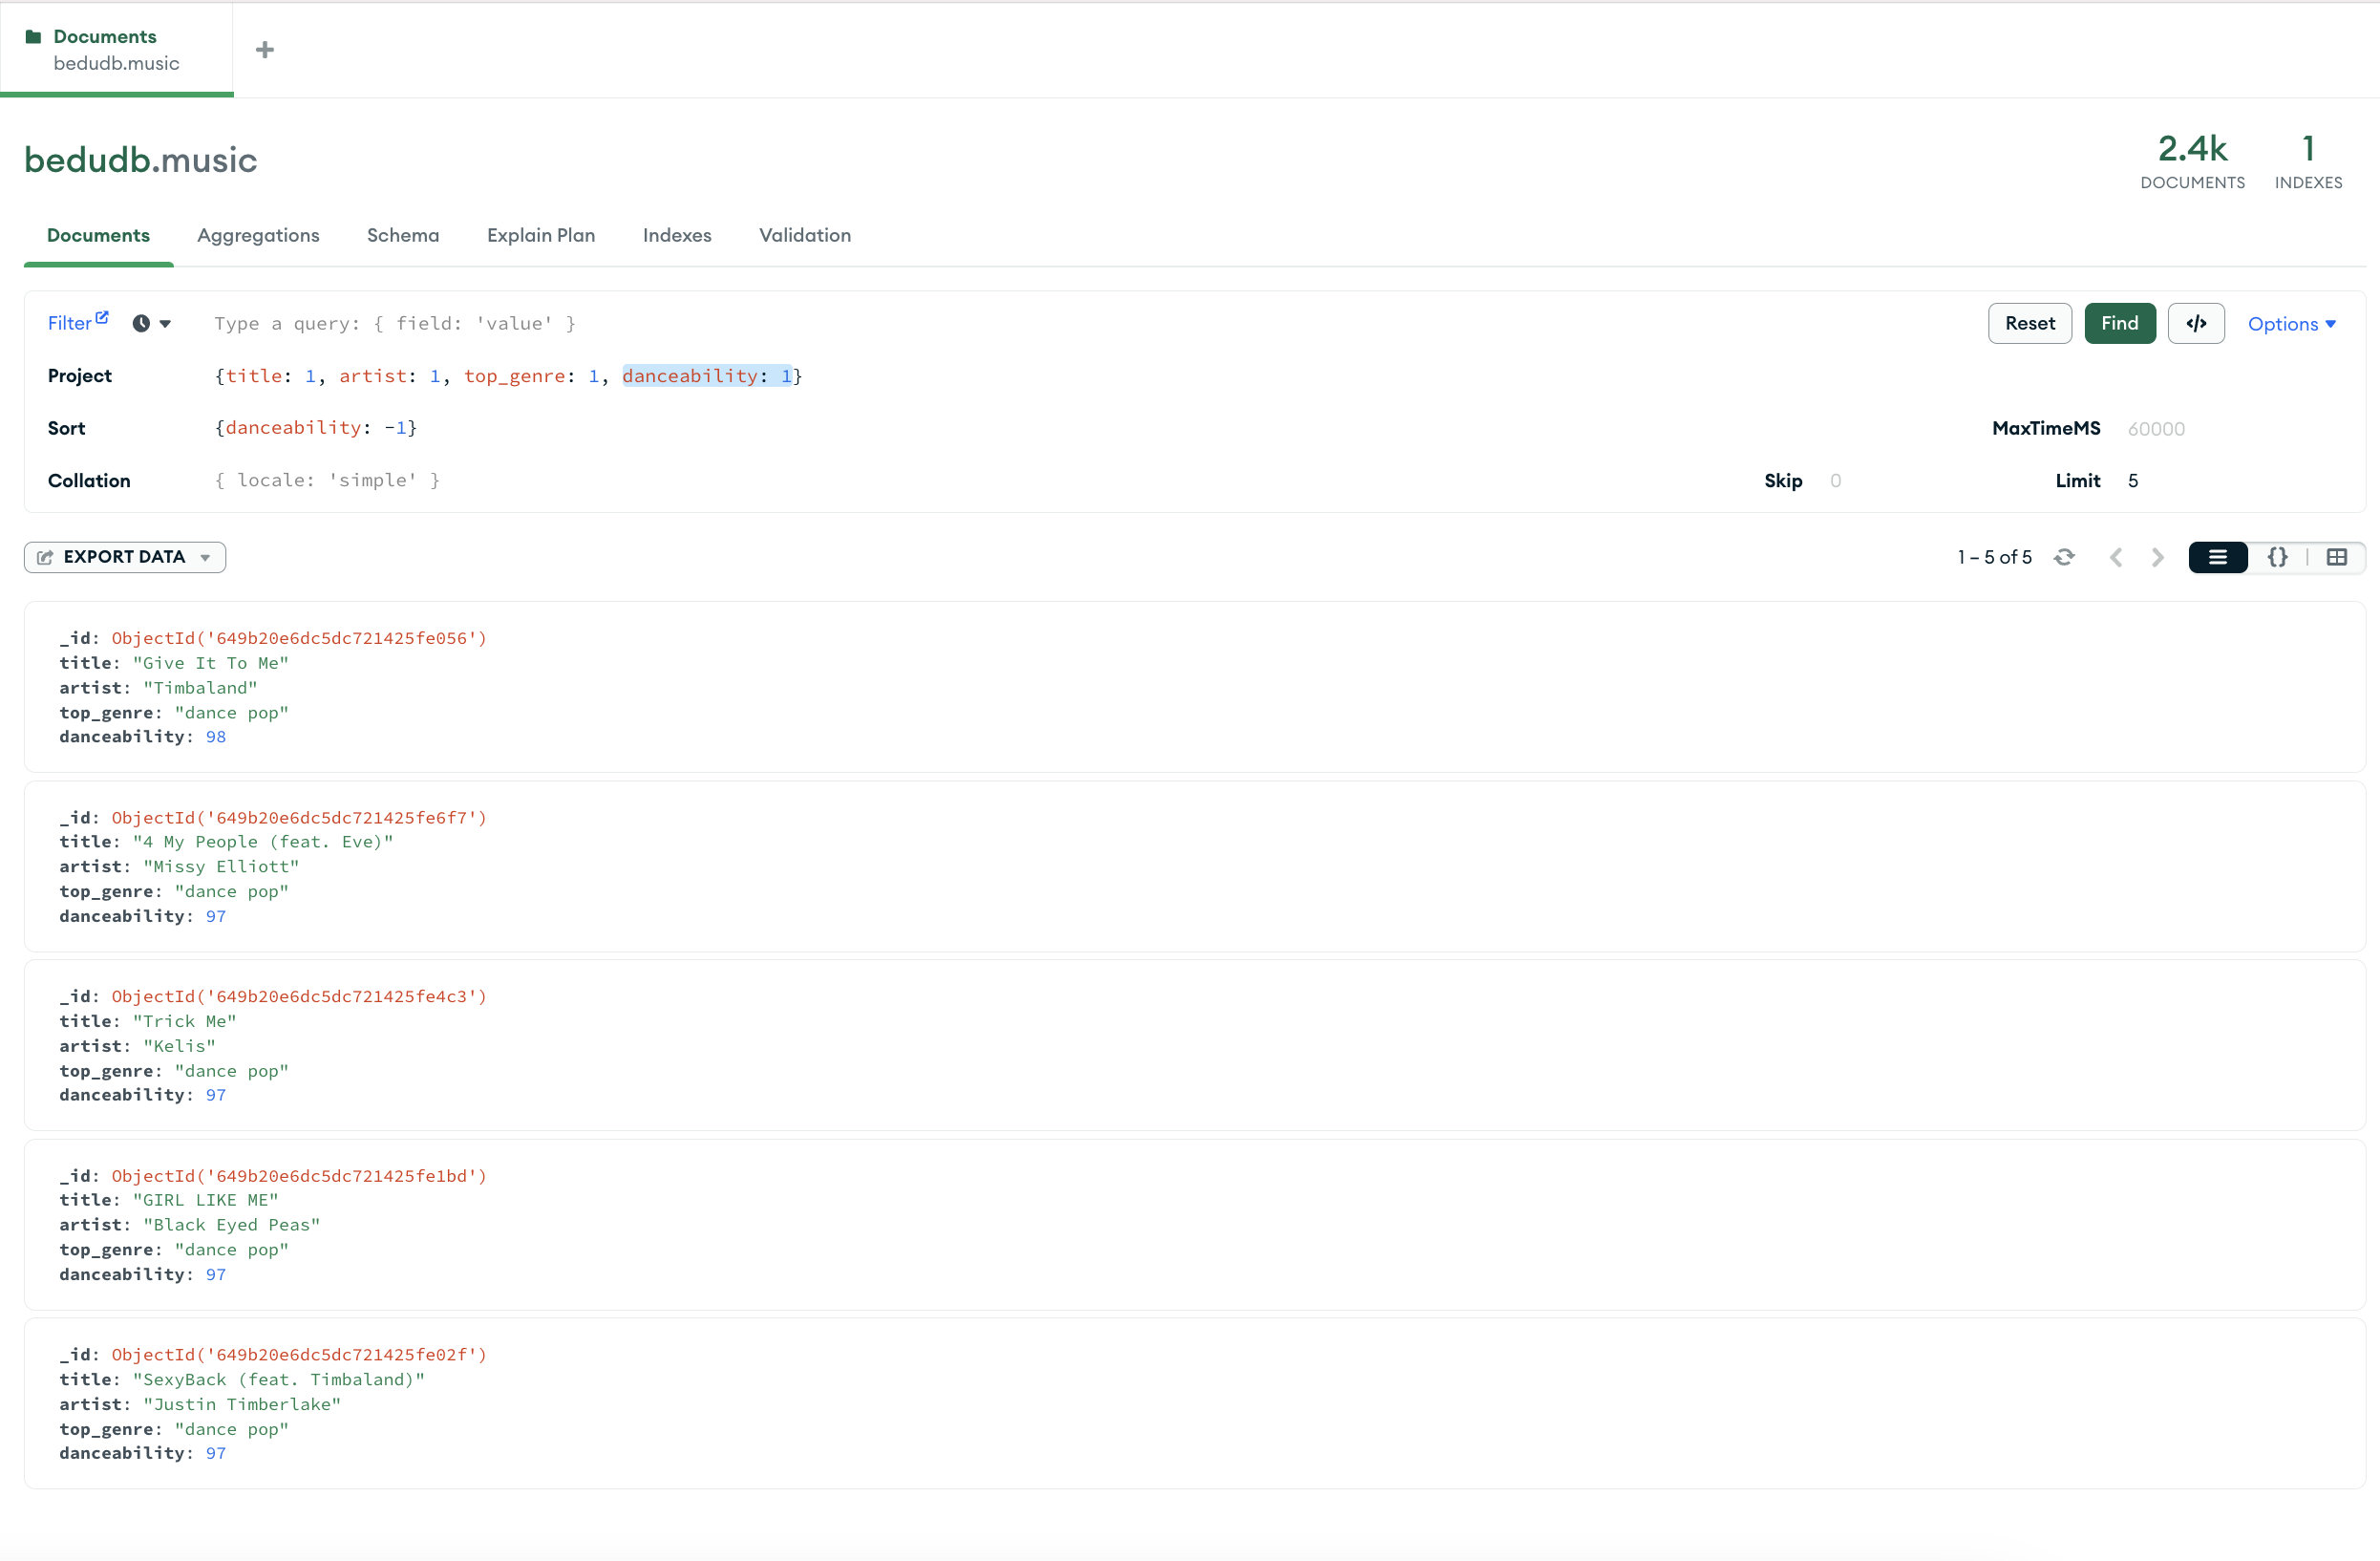 Documents
bedudb.music
bedudb.music
2.4k
DOCUMENTS
1
INDEXES
Documents Aggregations Schema Explain Plan Indexes Validation
Filter Type a query: { field: 'value' } Reset Find </> Options
Project {title: 1, artist: 1, top_genre: 1, danceability: 1}
Sort {danceability: -1} MaxTimeMS 60000
Collation { locale: 'simple' } Skip 0 Limit 5
EXPORT DATA 1 – 5 of 5 {}
_id: ObjectId('649b20e6dc5dc721425fe056')
title: "Give It To Me"
artist: "Timbaland"
top_genre: "dance pop"
danceability: 98
_id: ObjectId('649b20e6dc5dc721425fe6f7')
title: "4 My People (feat. Eve)"
artist: "Missy Elliott"
top_genre: "dance pop"
danceability: 97
_id: ObjectId('649b20e6dc5dc721425fe4c3')
title: "Trick Me"
artist: "Kelis"
top_genre: "dance pop"
danceability: 97
_id: ObjectId('649b20e6dc5dc721425fe1bd')
title: "GIRL LIKE ME"
artist: "Black Eyed Peas"
top_genre: "dance pop"
danceability: 97
_id: ObjectId('649b20e6dc5dc721425fe02f')
title: "SexyBack (feat. Timbaland)"
artist: "Justin Timberlake"
top_genre: "dance pop"
danceability: 97